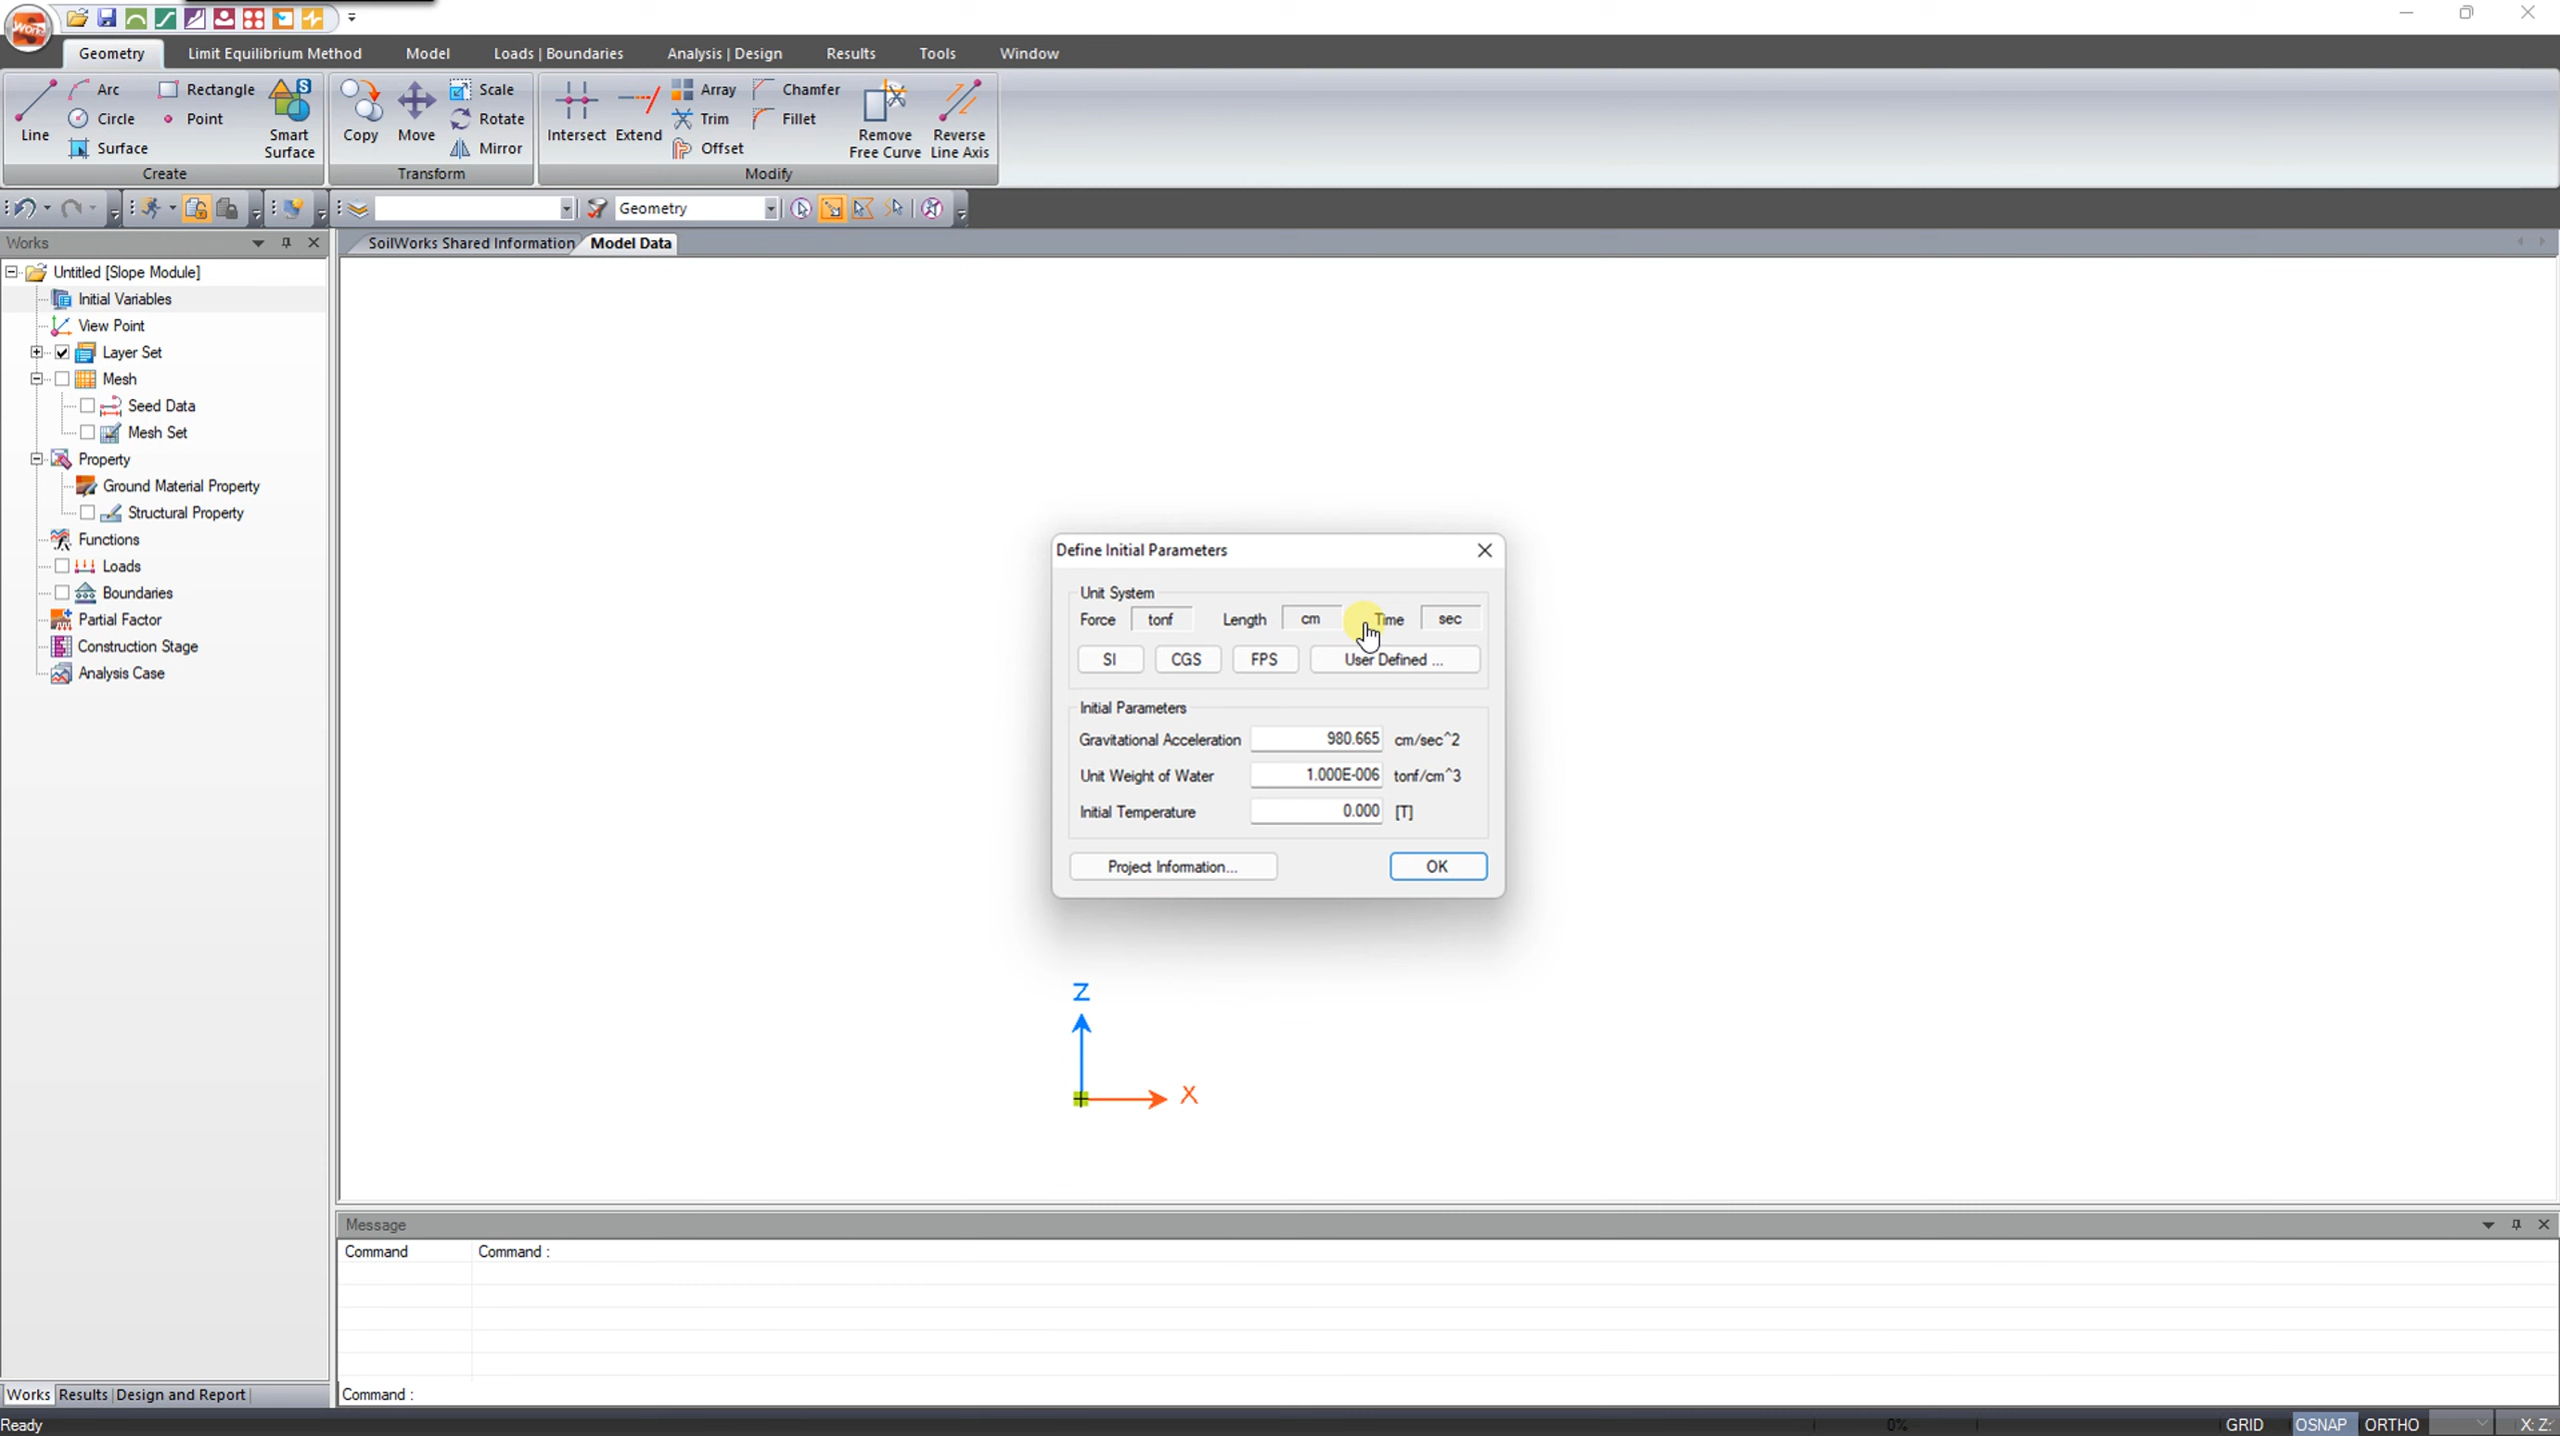 Works
Geometry Limit Equilibrium Method Model Loads | Boundaries Analysis | Design Results Tools Window
Line Arc Circle Surface Rectangle Point Smart Surface
Create
Copy Move Scale Rotate Mirror
Transform
Intersect Extend Array Trim Offset Chamfer Fillet Remove Free Curve Reverse Line Axis
Modify
Geometry
Works
SoilWorks Shared Information Model Data
Untitled [Slope Module]
Initial Variables
View Point
Layer Set
Mesh
Seed Data
Mesh Set
Property
Ground Material Property
Structural Property
Functions
Loads
Boundaries
Partial Factor
Construction Stage
Analysis Case
Define Initial Parameters
Unit System
Force tonf Length cm Time sec
SI CGS FPS User Defined ...
Initial Parameters
Gravitational Acceleration 980.665 cm/sec^2
Unit Weight of Water 1.000E-006 tonf/cm^3
Initial Temperature 0.000 [T]
Project Information... OK
Z
X
Message
Command Command :
Works Results Design and Report
Command :
Ready 0% GRID OSNAP ORTHO X: Z: